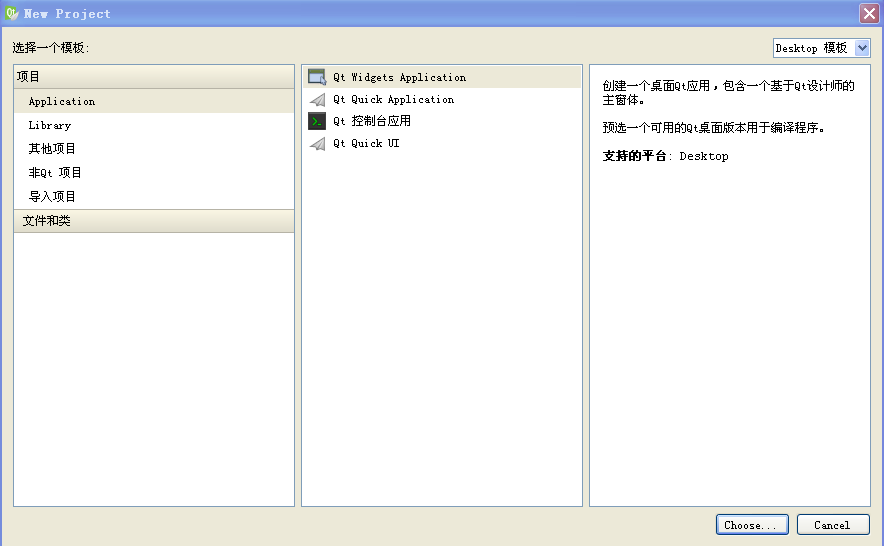 New Project
选择一个模板:
Desktop 模板
项目
Application
Library
其他项目
非Qt 项目
导入项目
文件和类
Qt Widgets Application
Qt Quick Application
Qt 控制台应用
Qt Quick UI
创建一个桌面Qt应用，包含一个基于Qt设计师的
主窗体。
预选一个可用的Qt桌面版本用于编译程序。
支持的平台: Desktop
Choose...
Cancel